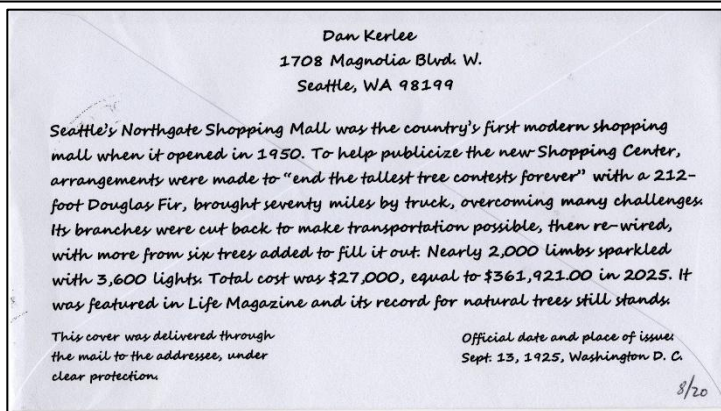 Dan Kerlee
1708 Magnolia Blvd. W.
Seattle, WA 98199
Seattle's Northgate Shopping Mall was the country's first modern shopping
mall when it opened in 1950. To help publicize the new Shopping Center,
arrangements were made to "end the tallest tree contests forever" with a 212-
foot Douglas Fir, brought seventy miles by truck, overcoming many challenges.
Its branches were cut back to make transportation possible, then re-wired,
with more from six trees added to fill it out. Nearly 2,000 limbs sparkled
with 3,600 lights. Total cost was $27,000, equal to $361,921.00 in 2025. It
was featured in Life Magazine and its record for natural trees still stands.
This cover was delivered through
the mail to the addressee, under
clear protection.
Official date and place of issue:
Sept. 13, 1925, Washington D. C.
8/20